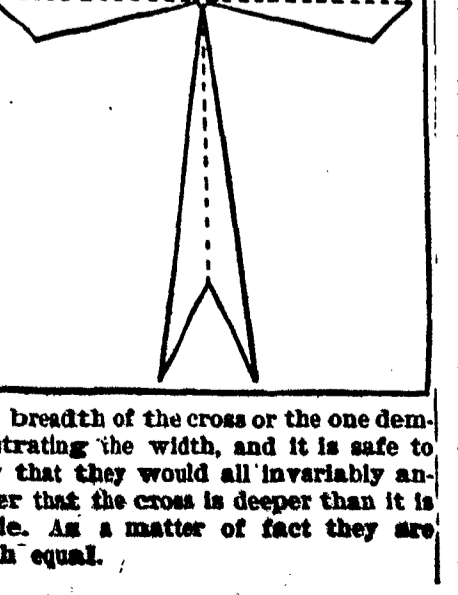 breadth of the cross or the one dem-
trating the width, and it is safe to
that they would all invariably an-
er that the cross is deeper than it is
le. As a matter of fact they are
h equal.